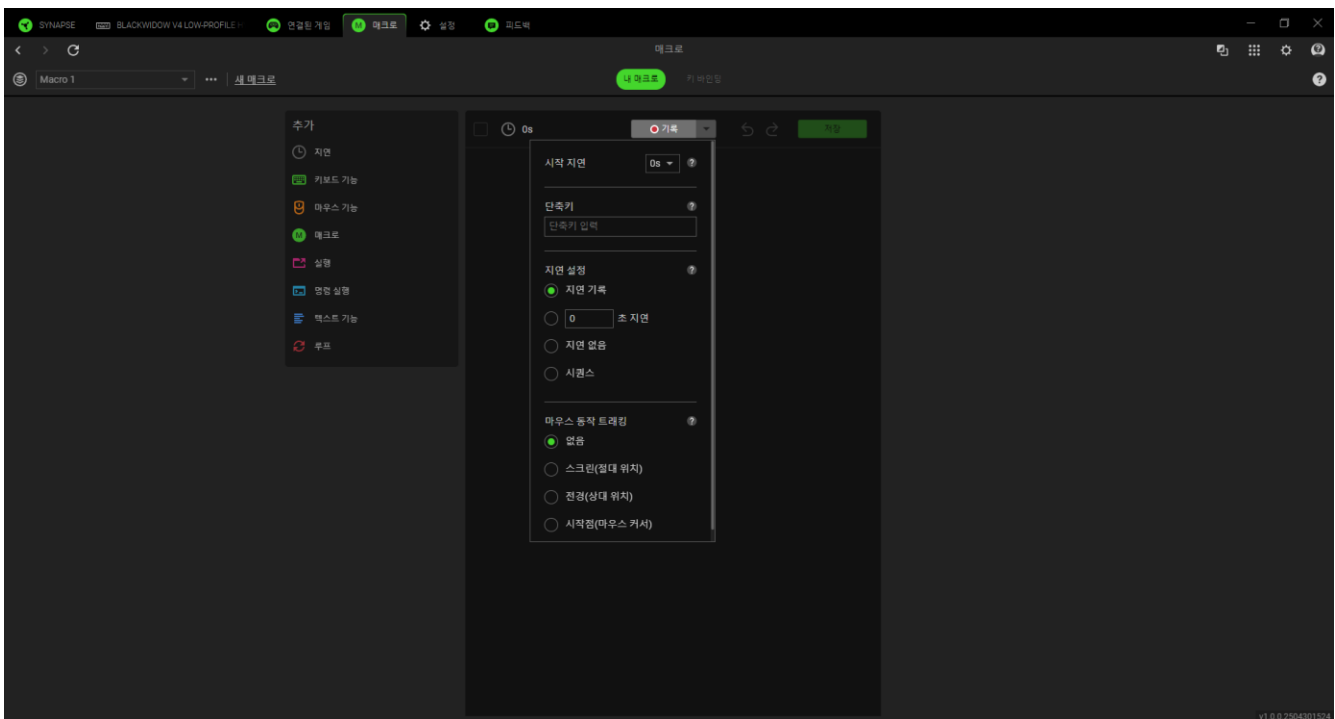 SYNAPSE BLACKWIDOW V4 LOW-PROFILE 연결된 게임 매크로 설정 피드백
매크로
Macro 1 새 매크로 내 매크로 키 바인딩
추가
지연
키보드 기능
마우스 기능
매크로
실행
명령 실행
텍스트 기능
루프
0s 기록 저장
시작 지연 0s
단축키
단축키 입력
지연 설정
지연 기록
0 초 지연
지연 없음
시퀀스
마우스 동작 트래킹
없음
스크린(절대 위치)
전경(상대 위치)
시작점(마우스 커서)
v1.0.0.2504301524